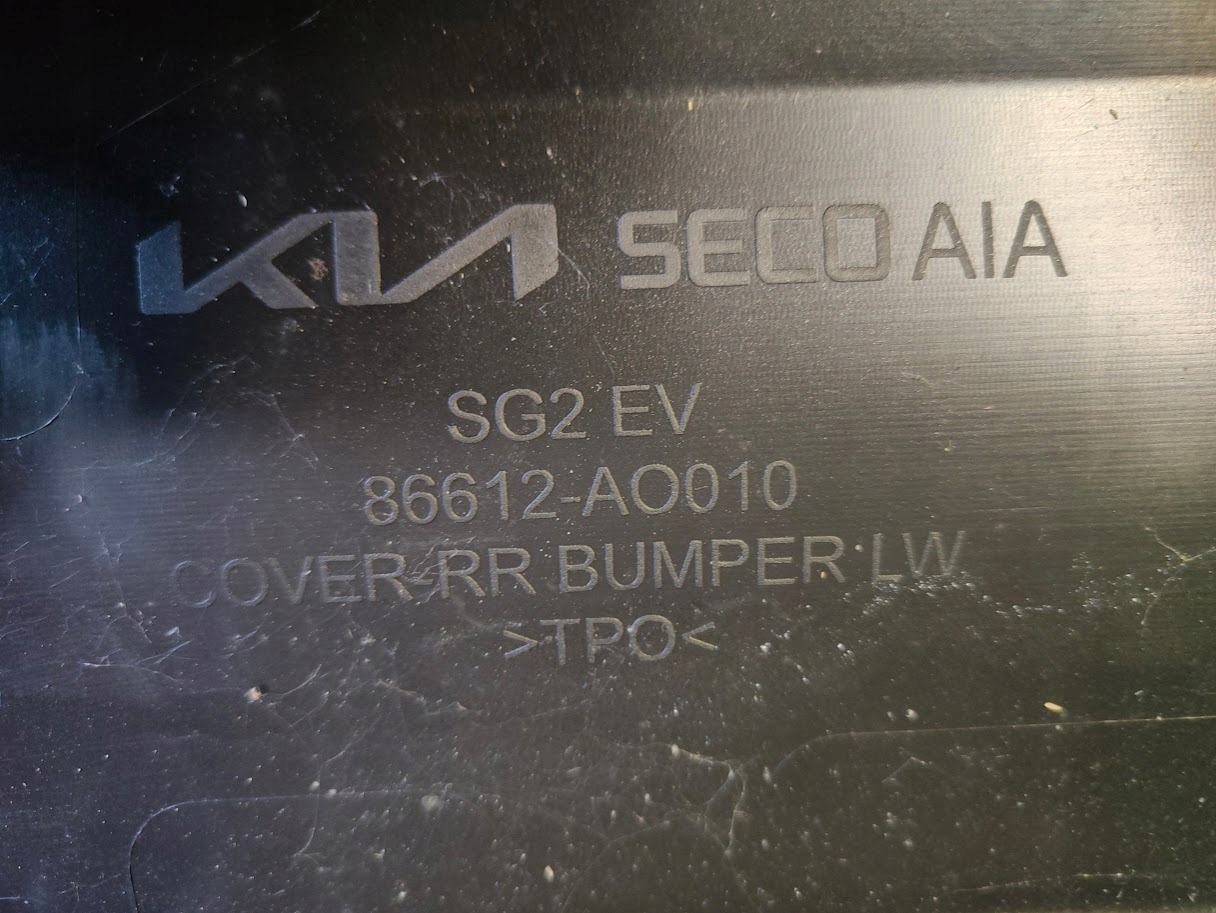 KIA SECO AIA
SG2 EV
86612-AO010
COVER-RR BUMPER LW
>TPO<